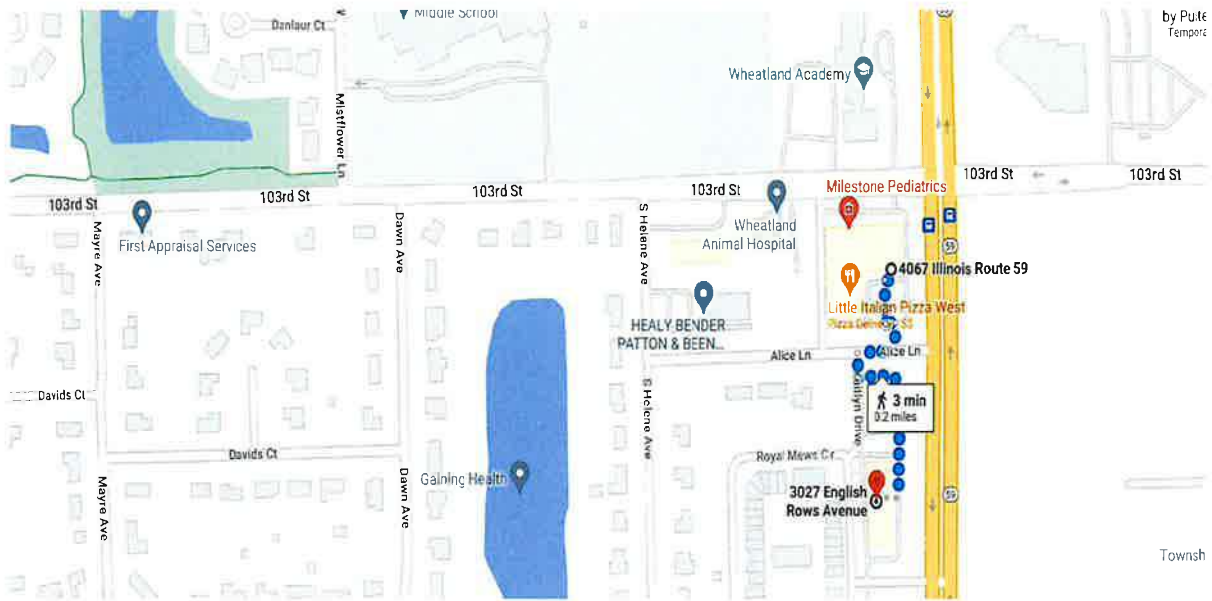 Middle School
Danlaur Ct
by Pulte
Tempora
Wheatland Academy
Mistflower Ln
103rd St
103rd St
103rd St
103rd St
103rd St
103rd St
Milestone Pediatrics
First Appraisal Services
Wheatland
Animal Hospital
Mayre Ave
Dawn Ave
S Helene Ave
59
4067 Illinois Route 59
Little Italian Pizza West
HEALY BENDER
PATTON & BEEN...
Alice Ln
Alice Ln
Davids Ct
Caitlyn Drive
3 min
0.2 miles
S Helene Ave
Davids Ct
Royal Mews Cr
Gaining Health
3027 English
Rows Avenue
Mayre Ave
Dawn Ave
59
Townsh